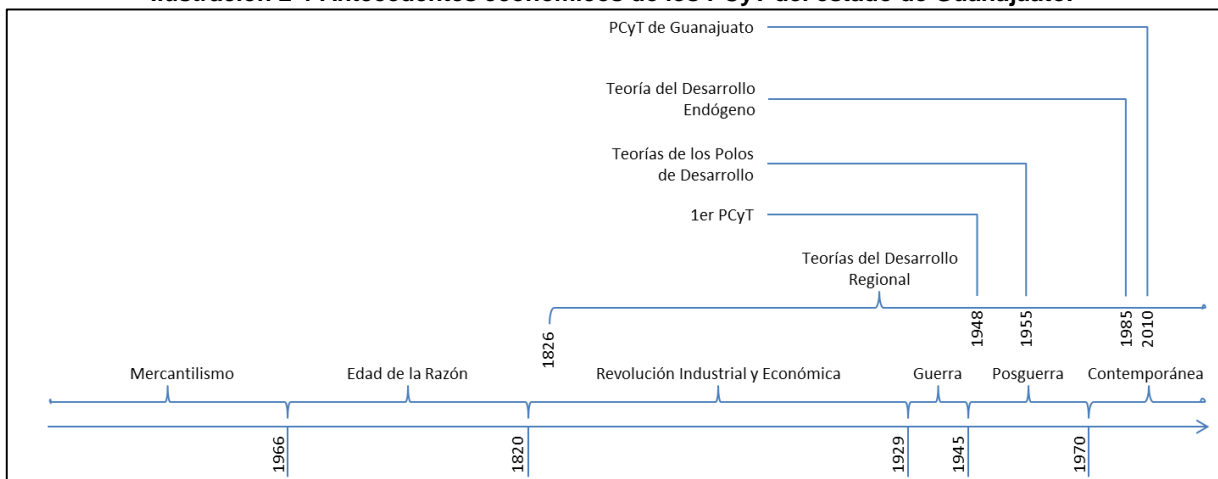 Ilustración Antecedentes económicos de los PCyT del estado de Guanajuato.
PCyT de Guanajuato
Teoría del Desarrollo
Endógeno
Teorías de los Polos
de Desarrollo
1er PCyT
Teorías del Desarrollo
Regional
1826
1948
1955
1985
2010
Mercantilismo
Edad de la Razón
Revolución Industrial y Económica
Guerra
Posguerra
Contemporánea
1966
1820
1929
1945
1970